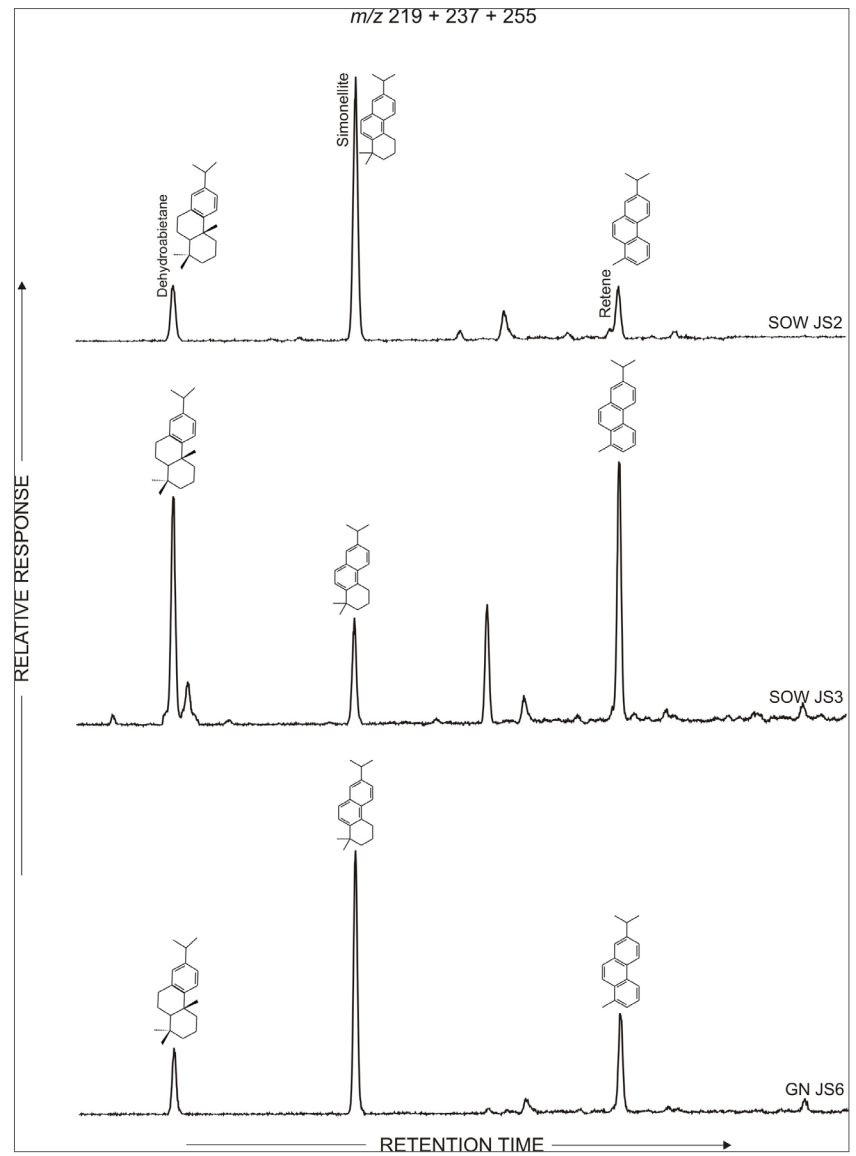 m/z 219 + 237 + 255
Simonellite
Dehydroabietane
Retene
SOW JS2
RELATIVE RESPONSE
SOW JS3
GN JS6
RETENTION TIME